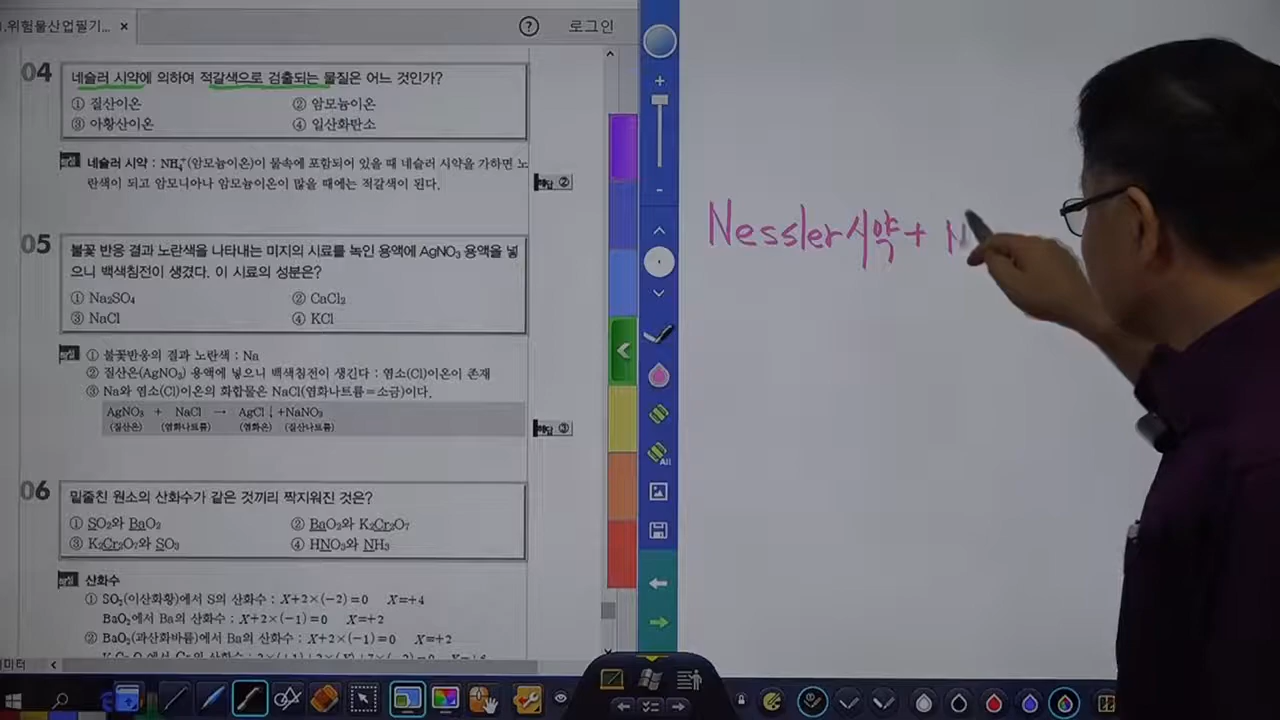 .위험물산업필기... ×
? 로그인
04 네슬러 시약에 의하여 적갈색으로 검출되는 물질은 어느 것인가?
① 질산이온 ② 암모늄이온
③ 아황산이온 ④ 일산화탄소
해설 네슬러 시약 : NH₄⁺(암모늄이온)이 물속에 포함되어 있을 때 네슬러 시약을 가하면 노
란색이 되고 암모니아나 암모늄이온이 많을 때에는 적갈색이 된다.
해답 ②
05 불꽃 반응 결과 노란색을 나타내는 미지의 시료를 녹인 용액에 AgNO₃ 용액을 넣
으니 백색침전이 생겼다. 이 시료의 성분은?
① Na₂SO₄ ② CaCl₂
③ NaCl ④ KCl
해설 ① 불꽃반응의 결과 노란색 : Na
② 질산은(AgNO₃) 용액에 넣으니 백색침전이 생긴다 : 염소(Cl)이온이 존재
③ Na와 염소(Cl)이온의 화합물은 NaCl(염화나트륨=소금)이다.
AgNO₃ + NaCl → AgCl↓+NaNO₃
(질산은) (염화나트륨) (염화은) (질산나트륨)
해답 ③
06 밑줄친 원소의 산화수가 같은 것끼리 짝지워진 것은?
① SO₂와 BaO₂ ② BaO₂와 K₂Cr₂O₇
③ K₂Cr₂O₇와 SO₃ ④ HNO₃와 NH₃
해설 산화수
① SO₂(이산화황)에서 S의 산화수 : X+2×(−2)=0 X=+4
BaO₂에서 Ba의 산화수 : X+2×(−1)=0 X=+2
② BaO₂(과산화바륨)에서 Ba의 산화수 : X+2×(−1)=0 X=+2
Nessler시약+ N
All